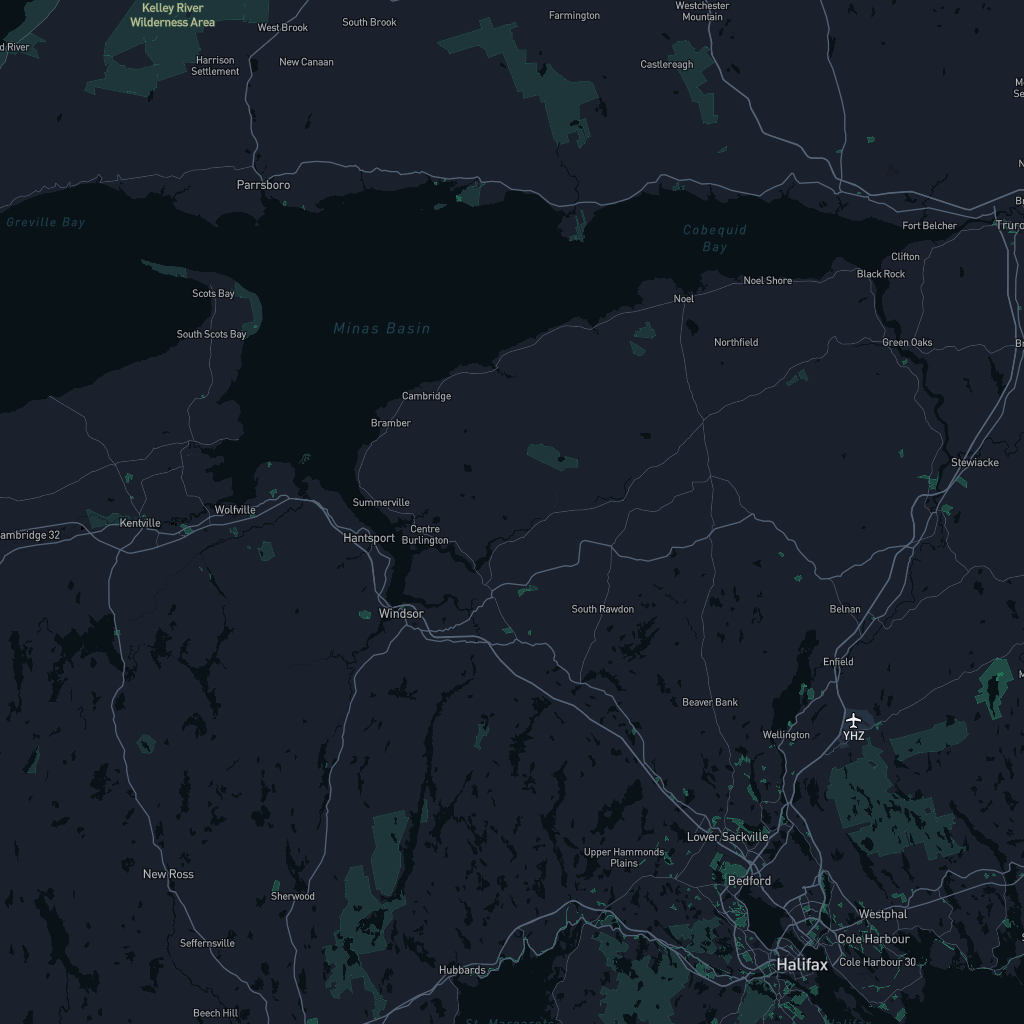 Kelley River
Wilderness Area
West Brook
South Brook
Farmington
Westchester
Mountain
d River
Harrison
Settlement
New Canaan
Castlereagh
Parrsboro
Greville Bay
Cobequid
Bay
Fort Belcher
Truro
Clifton
Black Rock
Scots Bay
Noel Shore
Noel
Minas Basin
South Scots Bay
Northfield
Green Oaks
Cambridge
Bramber
Stewiacke
Summerville
Wolfville
Kentville
Centre
Burlington
ambridge 32
Hantsport
Windsor
South Rawdon
Belnan
Enfield
Beaver Bank
Wellington
YHZ
Lower Sackville
Upper Hammonds
Plains
New Ross
Bedford
Sherwood
Westphal
Seffernsville
Cole Harbour
Halifax
Cole Harbour 30
Hubbards
Beech Hill
St. Margarets
Halifax